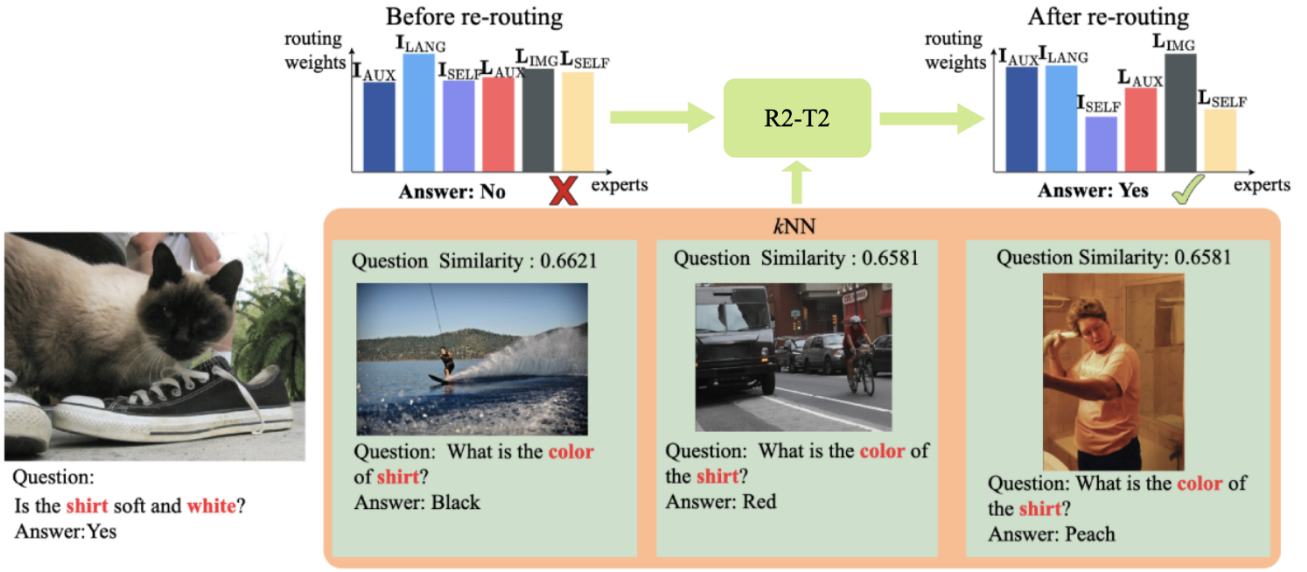 Before re-routing
routing
weights
I_AUX
I_LANG
I_SELF
L_AUX
L_IMG
L_SELF
Answer: No
experts
R2-T2
After re-routing
routing
weights
I_AUX
I_LANG
I_SELF
L_AUX
L_IMG
L_SELF
Answer: Yes
experts
Question:
Is the shirt soft and white?
Answer:Yes
kNN
Question Similarity : 0.6621
Question: What is the color
of shirt?
Answer: Black
Question Similarity : 0.6581
Question: What is the color of
the shirt?
Answer: Red
Question Similarity: 0.6581
Question: What is the color of
the shirt?
Answer: Peach